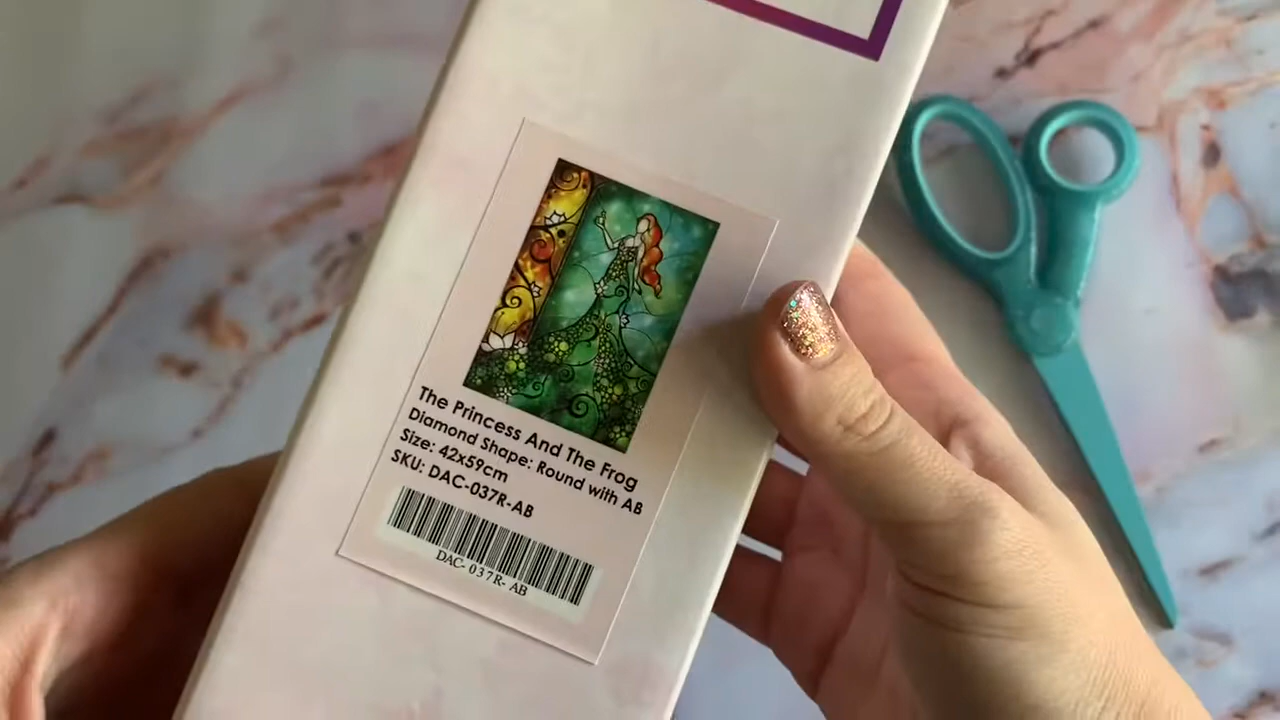 The Princess And The Frog
Diamond Shape: Round with AB
Size: 42x59cm
SKU: DAC-037R-AB
DAC- 037R- AB